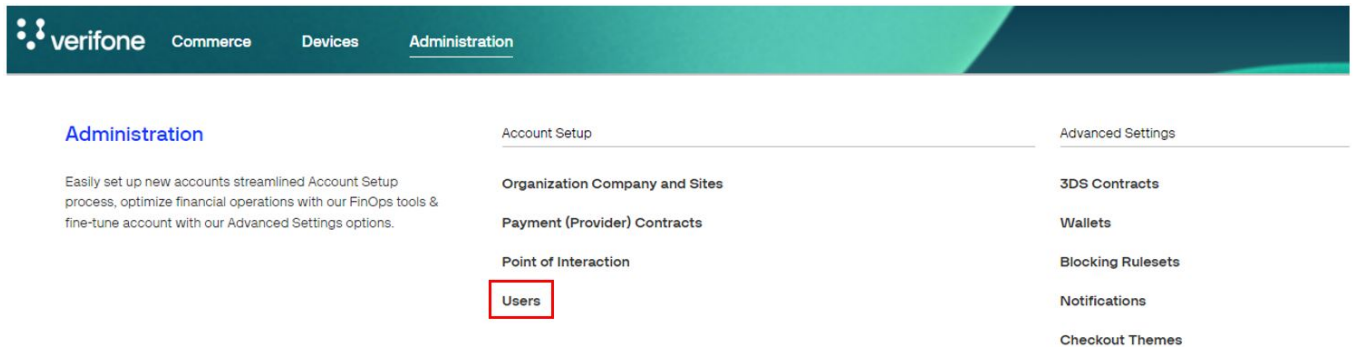 verifone Commerce Devices Administration
Administration
Easily set up new accounts streamlined Account Setup
process, optimize financial operations with our FinOps tools &
fine-tune account with our Advanced Settings options.
Account Setup
Organization Company and Sites
Payment (Provider) Contracts
Point of Interaction
Users
Advanced Settings
3DS Contracts
Wallets
Blocking Rulesets
Notifications
Checkout Themes